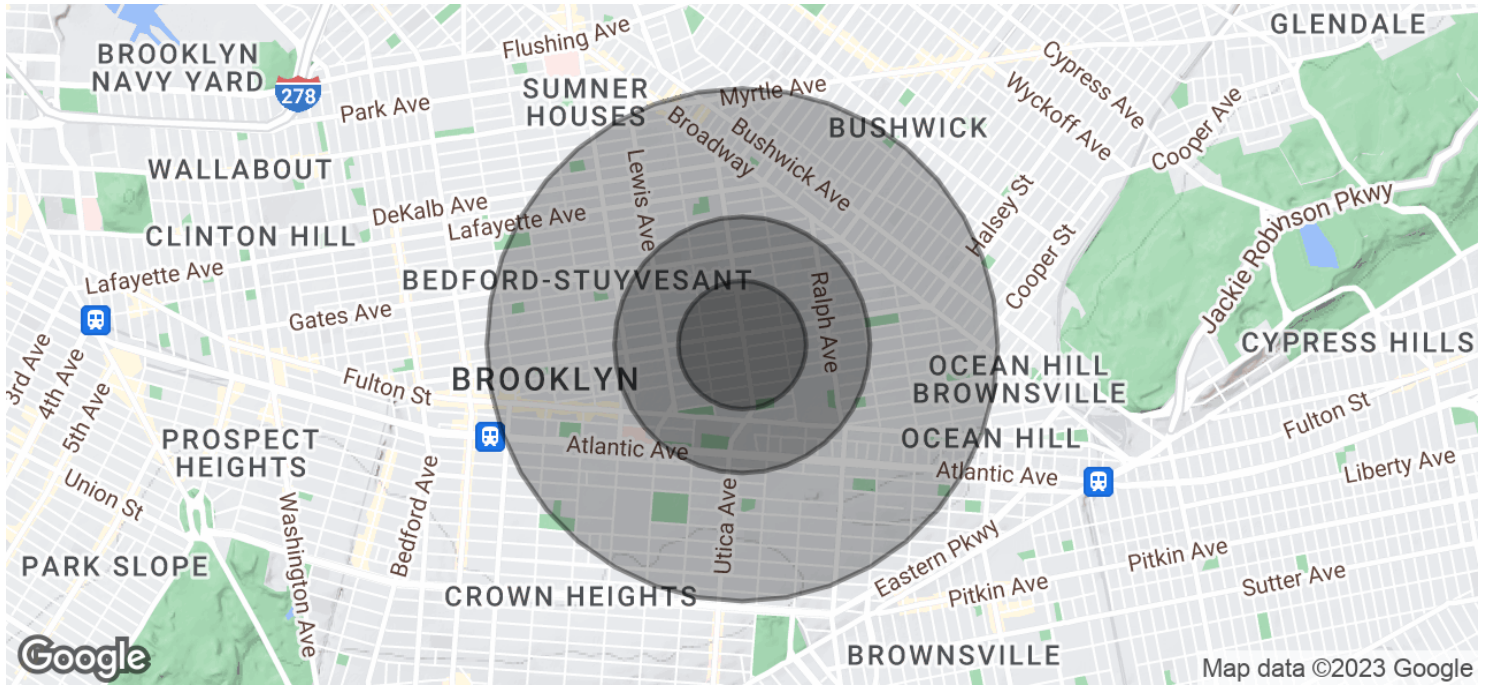 GLENDALE
Flushing Ave
BROOKLYN
NAVY YARD
278
Park Ave
SUMNER
HOUSES
Myrtle Ave
Cypress Ave
Wyckoff Ave
Cooper Ave
Broadway
Bushwick Ave
BUSHWICK
WALLABOUT
Lewis Ave
DeKalb Ave
Lafayette Ave
Halsey St
Jackie Robinson Pkwy
CLINTON HILL
Lafayette Ave
BEDFORD-STUYVESANT
Ralph Ave
Cooper St
Gates Ave
3rd Ave
4th Ave
5th Ave
CYPRESS HILLS
OCEAN HILL
BROWNSVILLE
BROOKLYN
Fulton St
Fulton St
PROSPECT
HEIGHTS
Atlantic Ave
OCEAN HILL
Atlantic Ave
Liberty Ave
Union St
Washington Ave
Bedford Ave
Utica Ave
Eastern Pkwy
Pitkin Ave
Pitkin Ave
Sutter Ave
PARK SLOPE
CROWN HEIGHTS
BROWNSVILLE
Google
Map data ©2023 Google